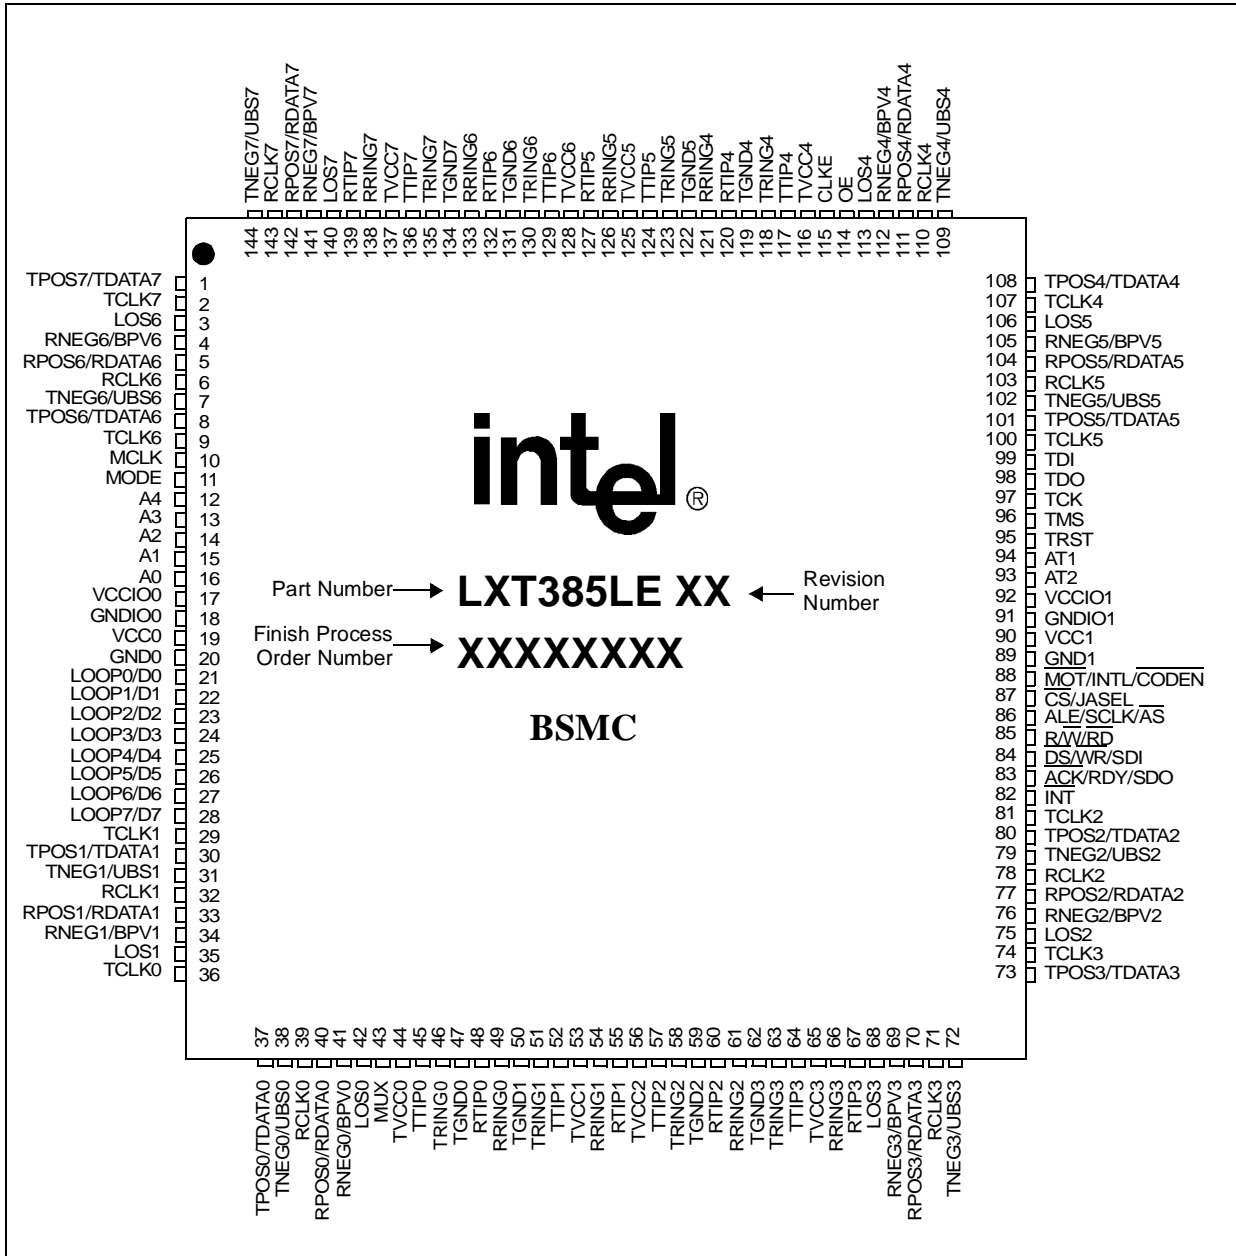 TNEG7/UBS7
RCLK7
RPOS7/RDATA7
RNEG7/BPV7
LOS7
RTIP7
RRING7
TVCC7
TTIP7
TRING7
TGND7
RRING6
RTIP6
TGND6
TRING6
TTIP6
TVCC6
RTIP5
RRING5
TVCC5
TTIP5
TRING5
TGND5
RRING4
RTIP4
TGND4
TRING4
TTIP4
TVCC4
CLKE
OE
LOS4
RNEG4/BPV4
RPOS4/RDATA4
RCLK4
TNEG4/UBS4
144 143 142 141 140 139 138 137 136 135 134 133 132 131 130 129 128 127 126 125 124 123 122 121 120 119 118 117 116 115 114 113 112 111 110 109
TPOS7/TDATA7 1
TCLK7 2
LOS6 3
RNEG6/BPV6 4
RPOS6/RDATA6 5
RCLK6 6
TNEG6/UBS6 7
TPOS6/TDATA6 8
TCLK6 9
MCLK 10
MODE 11
A4 12
A3 13
A2 14
A1 15
A0 16
VCCIO0 17
GNDIO0 18
VCC0 19
GND0 20
LOOP0/D0 21
LOOP1/D1 22
LOOP2/D2 23
LOOP3/D3 24
LOOP4/D4 25
LOOP5/D5 26
LOOP6/D6 27
LOOP7/D7 28
TCLK1 29
TPOS1/TDATA1 30
TNEG1/UBS1 31
RCLK1 32
RPOS1/RDATA1 33
RNEG1/BPV1 34
LOS1 35
TCLK0 36
intel®
Part Number LXT385LE XX Revision Number
Finish Process Order Number XXXXXXXX
BSMC
108 TPOS4/TDATA4
107 TCLK4
106 LOS5
105 RNEG5/BPV5
104 RPOS5/RDATA5
103 RCLK5
102 TNEG5/UBS5
101 TPOS5/TDATA5
100 TCLK5
99 TDI
98 TDO
97 TCK
96 TMS
95 TRST
94 AT1
93 AT2
92 VCCIO1
91 GNDIO1
90 VCC1
89 GND1
88 MOT/INTL/CODEN
87 CS/JASEL
86 ALE/SCLK/AS
85 R/W/RD
84 DS/WR/SDI
83 ACK/RDY/SDO
82 INT
81 TCLK2
80 TPOS2/TDATA2
79 TNEG2/UBS2
78 RCLK2
77 RPOS2/RDATA2
76 RNEG2/BPV2
75 LOS2
74 TCLK3
73 TPOS3/TDATA3
37 38 39 40 41 42 43 44 45 46 47 48 49 50 51 52 53 54 55 56 57 58 59 60 61 62 63 64 65 66 67 68 69 70 71 72
TPOS0/TDATA0
TNEG0/UBS0
RCLK0
RPOS0/RDATA0
RNEG0/BPV0
LOS0
MUX
TVCC0
TTIP0
TRING0
TGND0
RTIP0
RRING0
TGND1
TRING1
TTIP1
TVCC1
RRING1
RTIP1
TVCC2
TTIP2
TRING2
TGND2
RTIP2
RRING2
TGND3
TRING3
TTIP3
TVCC3
RRING3
RTIP3
LOS3
RNEG3/BPV3
RPOS3/RDATA3
RCLK3
TNEG3/UBS3